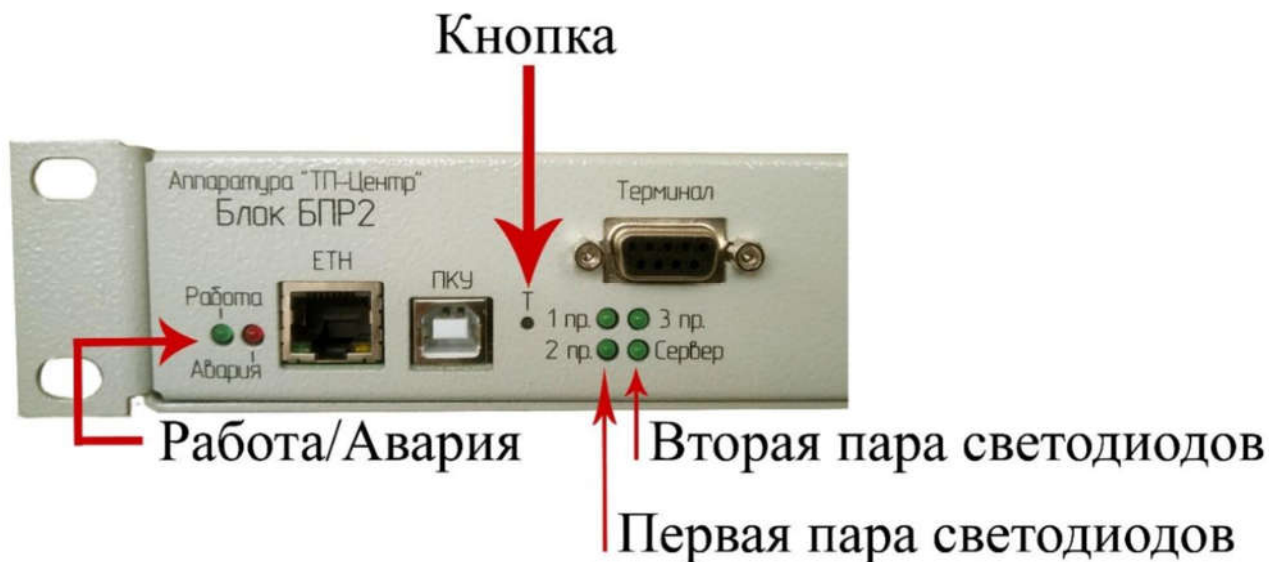 Кнопка
Аппаратура "ТП-Центр"
Блок БПР2
Терминал
ETH
ПКУ
Т
Работа
1 пр.
3 пр.
2 пр.
Сервер
Авария
Работа/Авария
Вторая пара светодиодов
Первая пара светодиодов